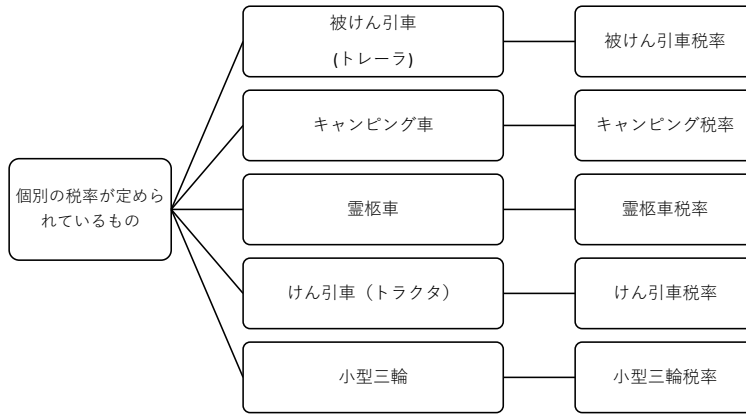 被けん引車
(トレーラ)
被けん引車税率
キャンピング車
キャンピング税率
個別の税率が定めら
れているもの
霊柩車
霊柩車税率
けん引車（トラクタ）
けん引車税率
小型三輪
小型三輪税率